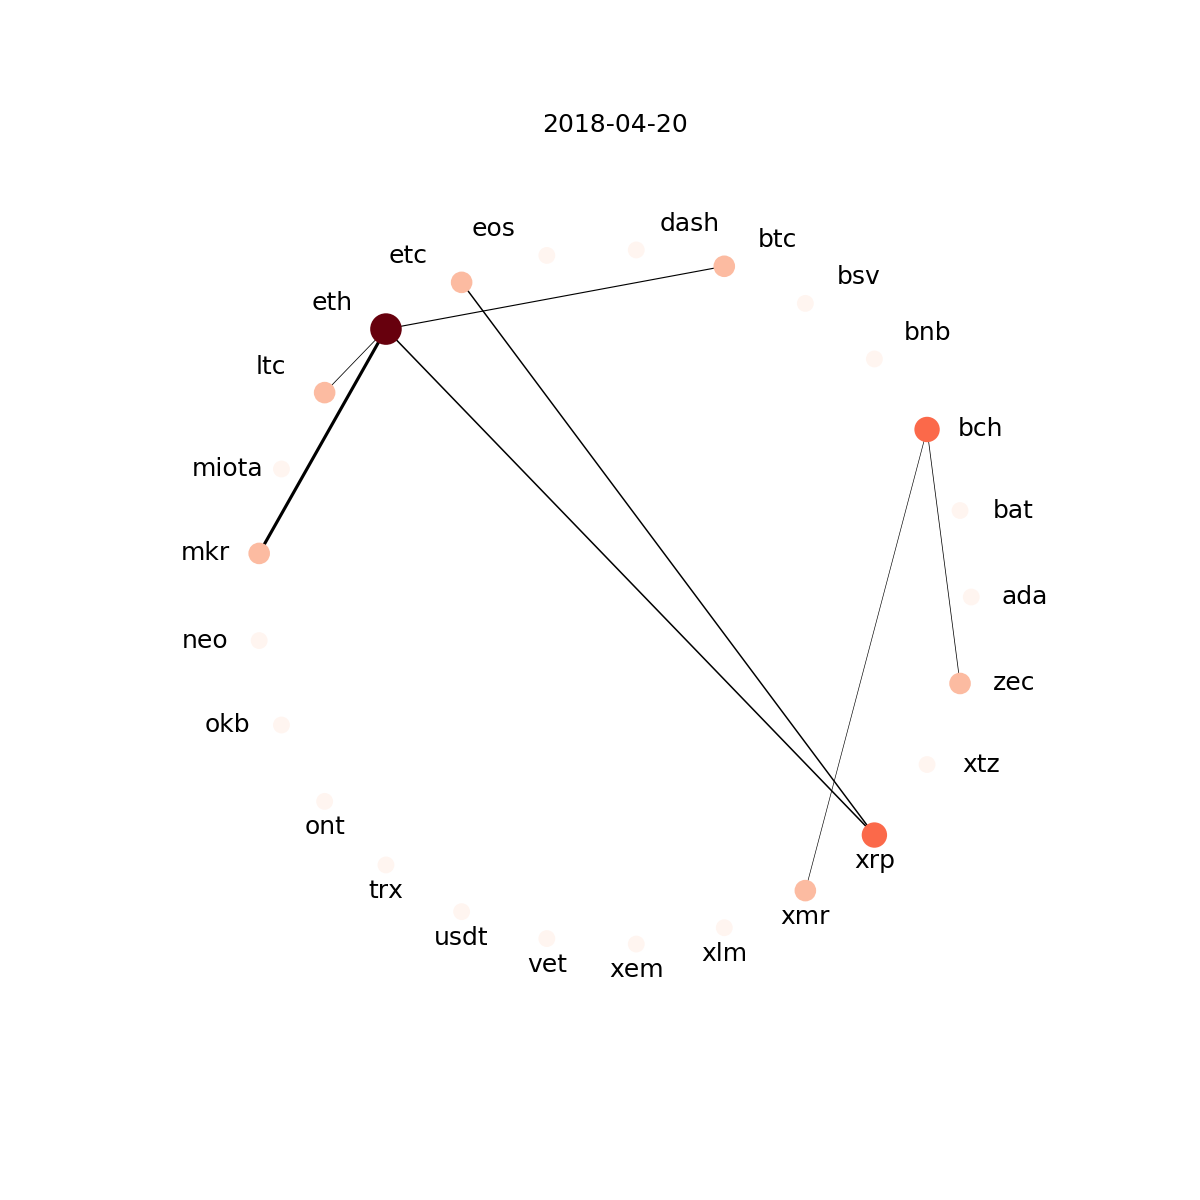 2018-04-20
dash
eos
btc
etc
bsv
eth
bnb
ltc
bch
miota
bat
mkr
ada
neo
zec
okb
xtz
ont
xrp
trx
xmr
usdt
xlm
vet
xem